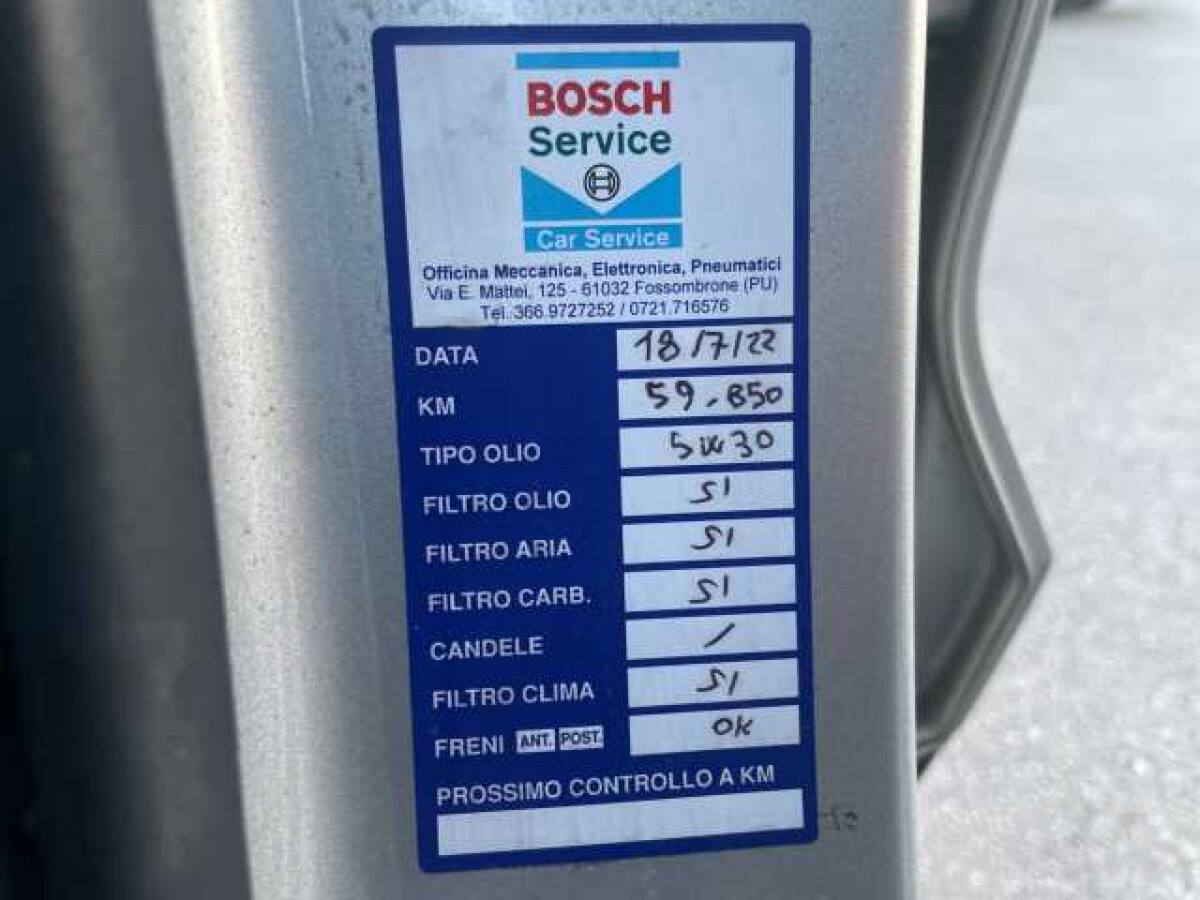 BOSCH
Service
Car Service
Officina Meccanica, Elettronica, Pneumatici
Via E. Mattei, 125 - 61032 Fossombrone (PU)
Tel. 366.9727252 / 0721.716576
DATA 18/7/22
KM 59.850
TIPO OLIO 5W30
FILTRO OLIO SI
FILTRO ARIA SI
FILTRO CARB. SI
CANDELE /
FILTRO CLIMA SI
FRENI ANT. POST. OK
PROSSIMO CONTROLLO A KM